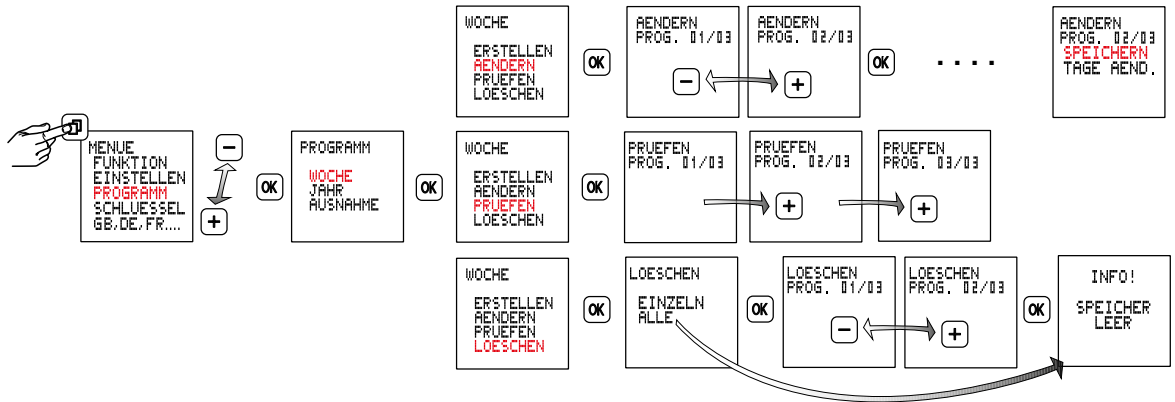 WOCHE
ERSTELLEN
AENDERN
PRUEFEN
LOESCHEN
OK
AENDERN
PROG. 01/03
−
AENDERN
PROG. 02/03
+
OK
. . . .
AENDERN
PROG. 02/03
SPEICHERN
TAGE AEND.
MENUE
FUNKTION
EINSTELLEN
PROGRAMM
SCHLUESSEL
GB,DE,FR....
−
+
OK
PROGRAMM
WOCHE
JAHR
AUSNAHME
OK
WOCHE
ERSTELLEN
AENDERN
PRUEFEN
LOESCHEN
OK
PRUEFEN
PROG. 01/03
PRUEFEN
PROG. 02/03
+
PRUEFEN
PROG. 03/03
+
WOCHE
ERSTELLEN
AENDERN
PRUEFEN
LOESCHEN
OK
LOESCHEN
EINZELN
ALLE
OK
LOESCHEN
PROG. 01/03
−
LOESCHEN
PROG. 02/03
+
OK
INFO!
SPEICHER
LEER